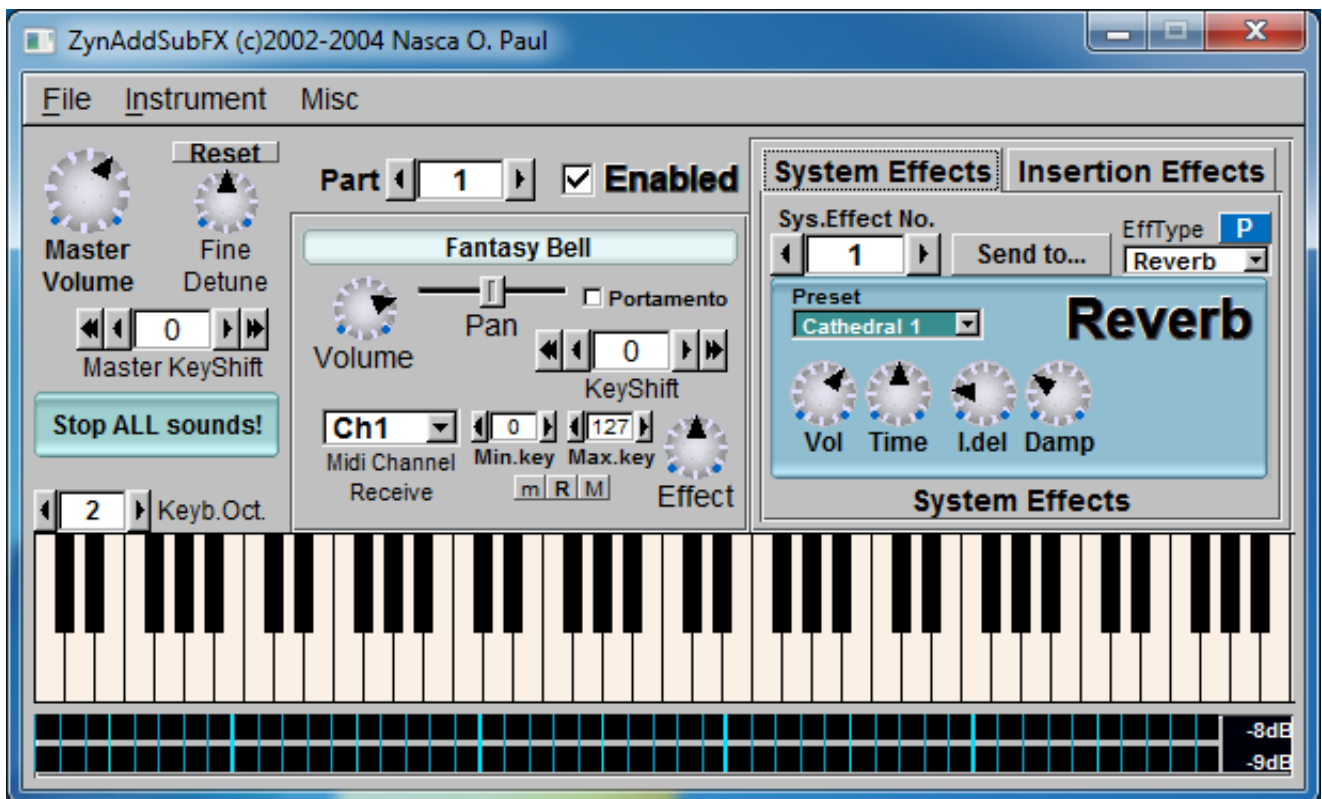 ZynAddSubFX (c)2002-2004 Nasca O. Paul
File Instrument Misc
Reset
Master Volume
Fine Detune
0
Master KeyShift
Stop ALL sounds!
2 Keyb.Oct.
Part 1 Enabled
Fantasy Bell
Volume
Pan
Portamento
0
KeyShift
Ch1
Midi Channel
Receive
0 127
Min.key Max.key
m R M
Effect
System Effects Insertion Effects
Sys.Effect No.
1
Send to...
EffType P
Reverb
Preset
Cathedral 1
Reverb
Vol Time I.del Damp
System Effects
-8dB
-9dB